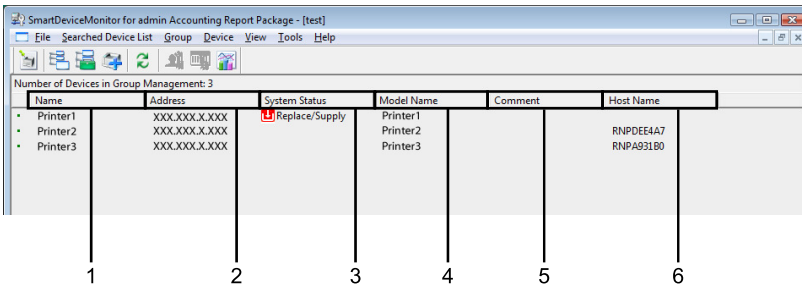 SmartDeviceMonitor for admin Accounting Report Package - [test]
File Searched Device List Group Device View Tools Help
Number of Devices in Group Management: 3
Name Address System Status Model Name Comment Host Name
Printer1 XXX.XXX.X.XXX Replace/Supply Printer1
Printer2 XXX.XXX.X.XXX Printer2 RNPDEE4A7
Printer3 XXX.XXX.X.XXX Printer3 RNPA931B0
1 2 3 4 5 6